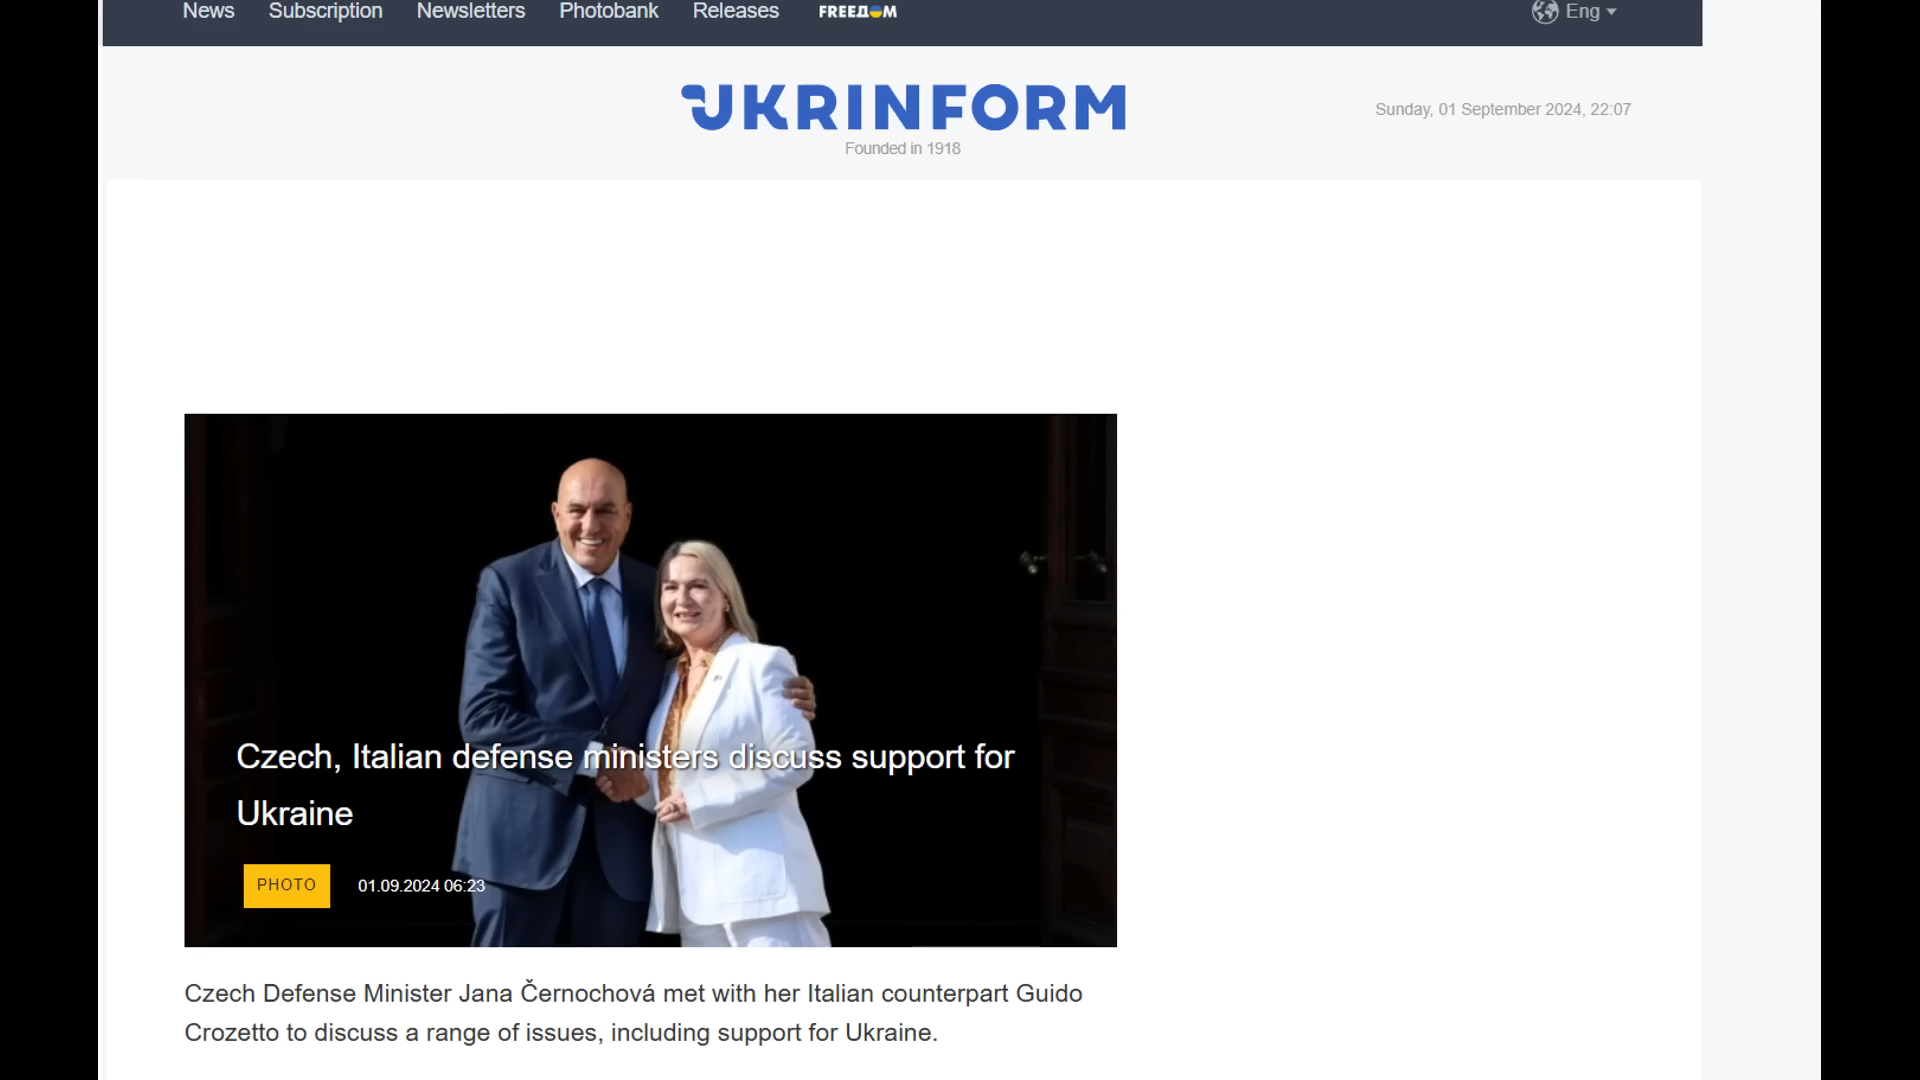 News Subscription Newsletters Photobank Releases FREEДОМ Eng
UKRINFORM
Founded in 1918
Sunday, 01 September 2024, 22:07
Czech, Italian defense ministers discuss support for
Ukraine
PHOTO 01.09.2024 06:23
Czech Defense Minister Jana Černochová met with her Italian counterpart Guido
Crozetto to discuss a range of issues, including support for Ukraine.